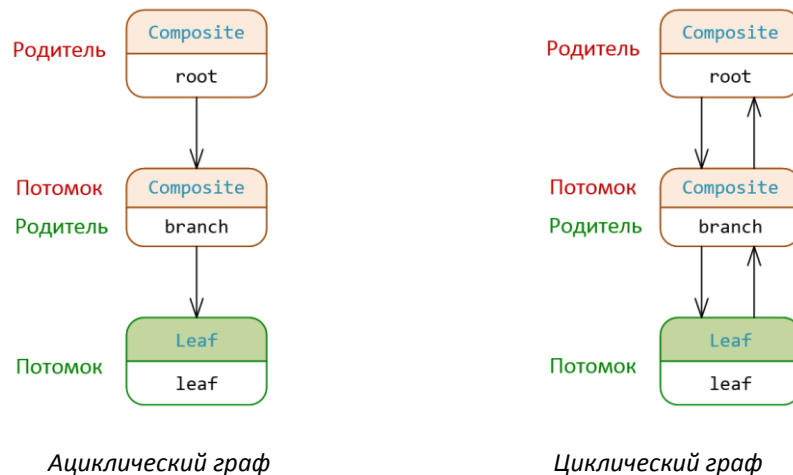 Composite
Родитель
root
Потомок
Composite
Родитель
branch
Leaf
Потомок
leaf
Ациклический граф
Composite
Родитель
root
Потомок
Composite
Родитель
branch
Leaf
Потомок
leaf
Циклический граф